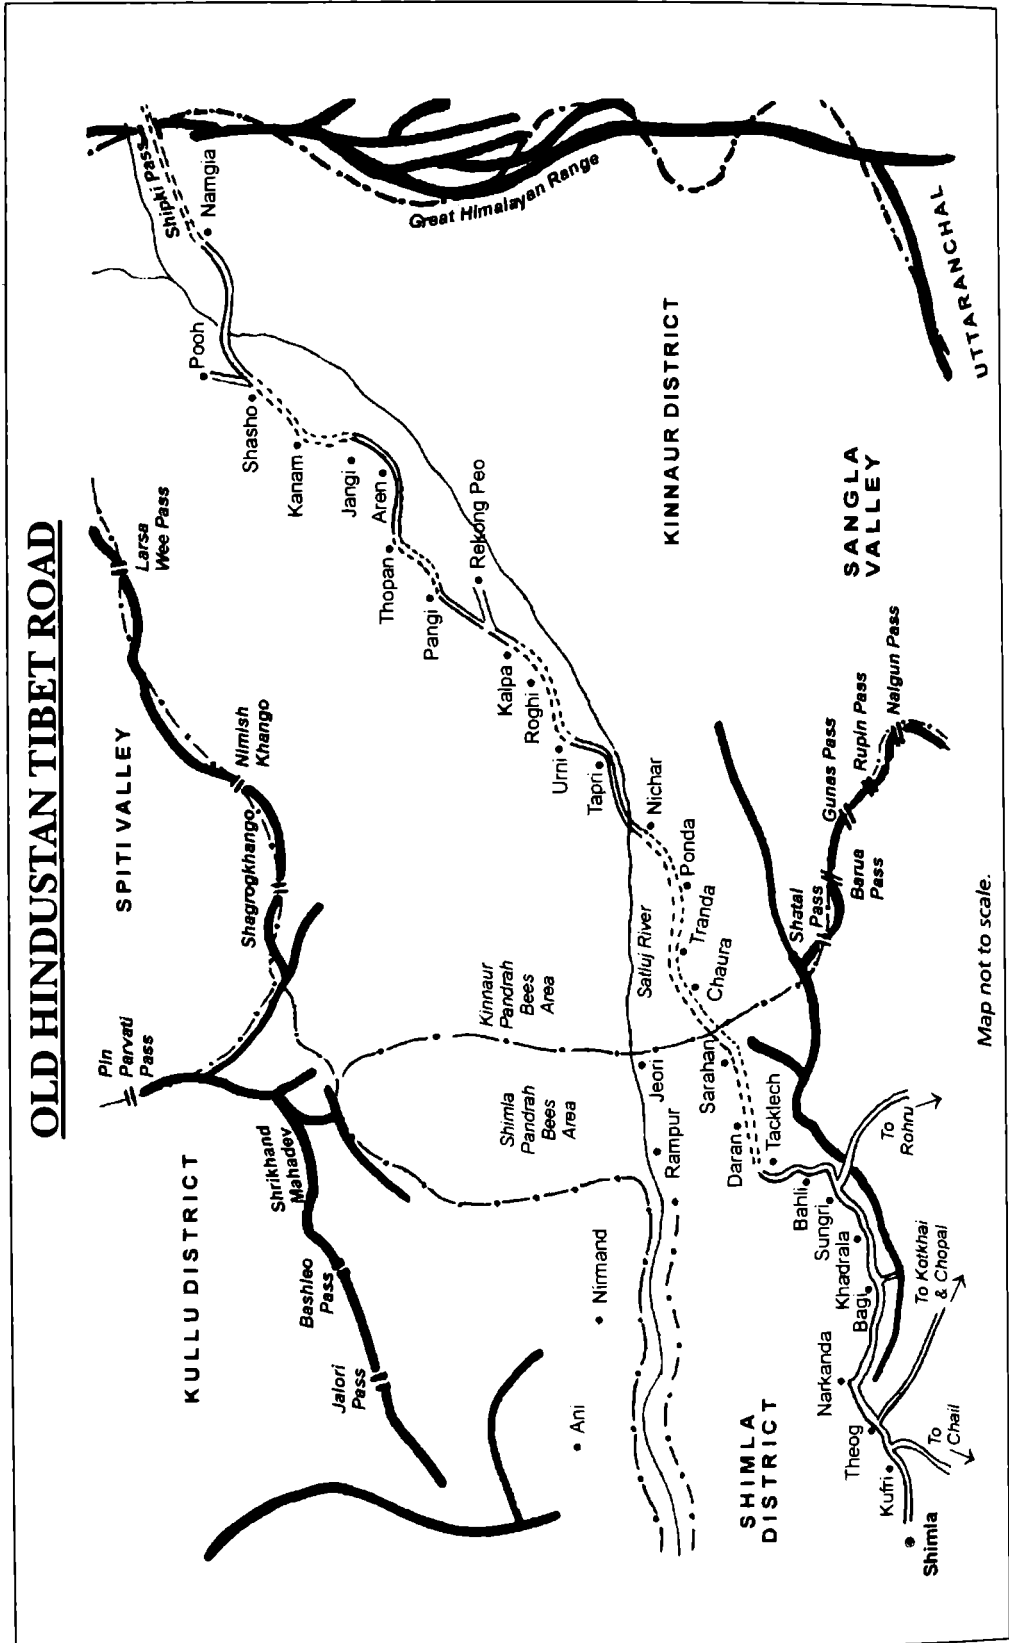 OLD HINDUSTAN TIBET ROAD
SPITI VALLEY
Larsa
Wee Pass
Nimish
Khango
Shagrogkhango
Pin
Parvati
Pass
KULLU DISTRICT
Shrikhand
Mahadev
Bashleo
Pass
Jalori
Pass
Shipki Pass
Namgia
Pooh
Shasho
Kanam
Jangi
Aren
Thopan
Pangi
Rekong Peo
Kalpa
Roghi
Urni
Tapri
Nichar
Ponda
Tranda
Chaura
Satluj River
Kinnaur
Pandrah
Bees
Area
Shimla
Pandrah
Bees
Area
Jeori
Rampur
Sarahan
Daran
Tacklech
Bahli
Sungri
Khadrala
Bagi
Narkanda
Theog
Kufri
Shimla
Nirmand
Ani
SHIMLA
DISTRICT
To
Rohru
To Kotkhai
& Chopal
To
Chail
Great Himalayan Range
KINNAUR DISTRICT
SANGLA
VALLEY
UTTARANCHAL
Shatal
Pass
Barua
Pass
Gunas Pass
Rupin Pass
Nalgun Pass
Map not to scale.